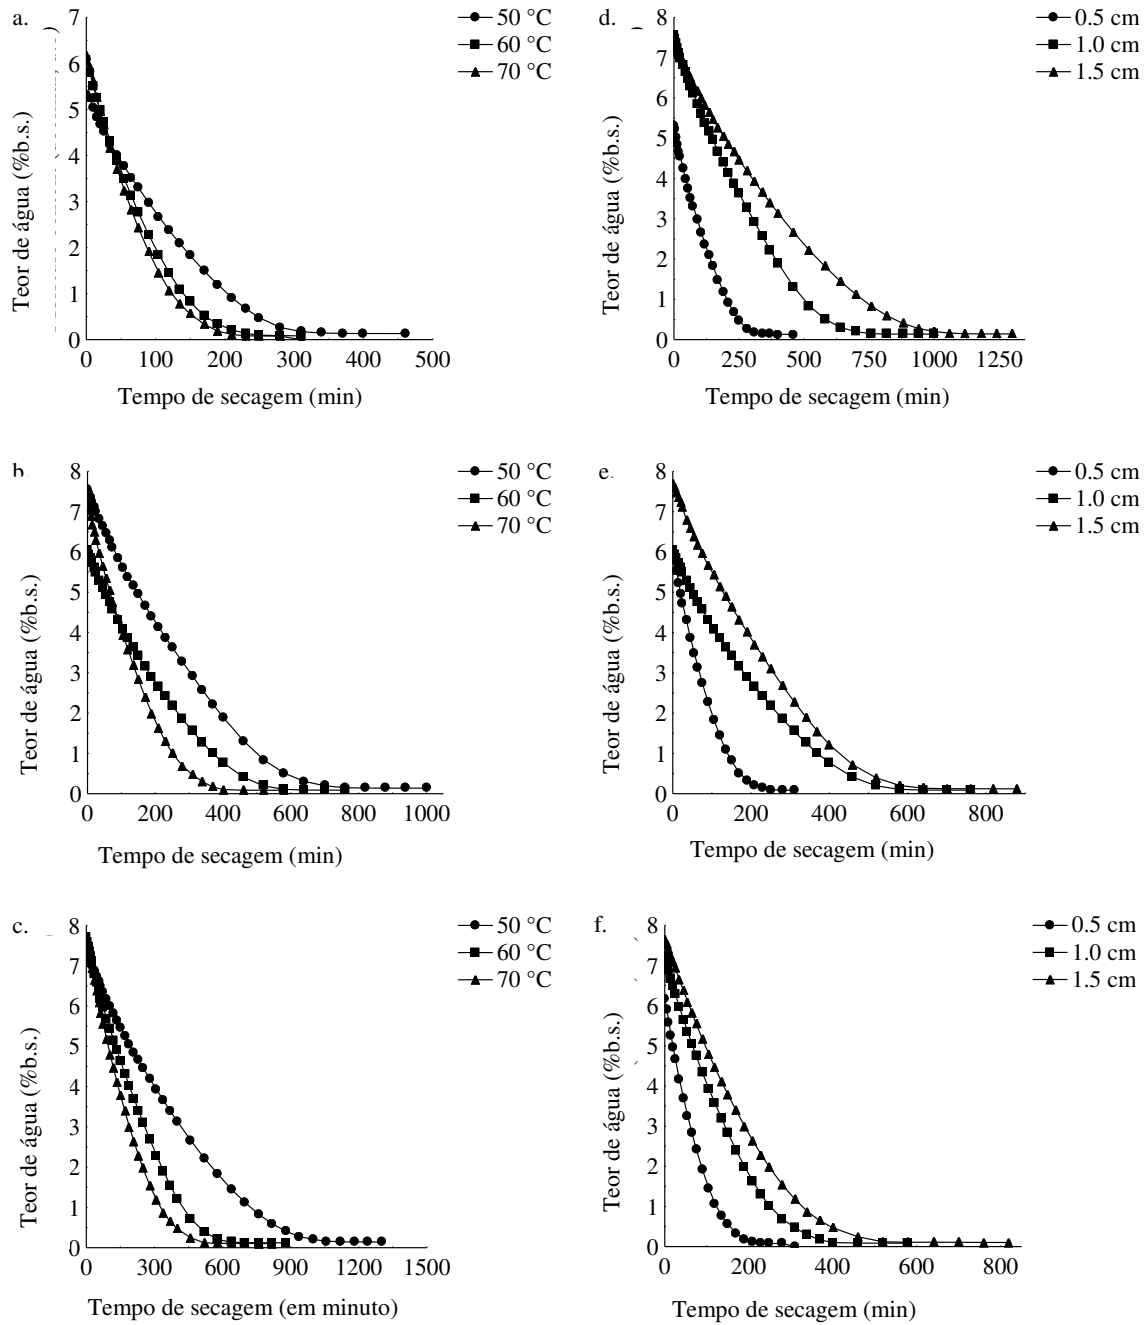 a.
7
6
5
4
3
2
1
0
Teor de água (%b.s.)
0 100 200 300 400 500
Tempo de secagem (min)
50 °C
60 °C
70 °C
d.
8
7
6
5
4
3
2
1
0
Teor de água (%b.s.)
0 250 500 750 1000 1250
Tempo de secagem (min)
0.5 cm
1.0 cm
1.5 cm
b
8
7
6
5
4
3
2
1
0
Teor de água (%b.s.)
0 200 400 600 800 1000
Tempo de secagem (min)
50 °C
60 °C
70 °C
e.
8
7
6
5
4
3
2
1
0
Teor de água (%b.s.)
0 200 400 600 800
Tempo de secagem (min)
0.5 cm
1.0 cm
1.5 cm
c.
8
7
6
5
4
3
2
1
0
Teor de água (%b.s.)
0 300 600 900 1200 1500
Tempo de secagem (em minuto)
50 °C
60 °C
70 °C
f.
8
7
6
5
4
3
2
1
0
Teor de água (%b.s.)
0 200 400 600 800
Tempo de secagem (min)
0.5 cm
1.0 cm
1.5 cm